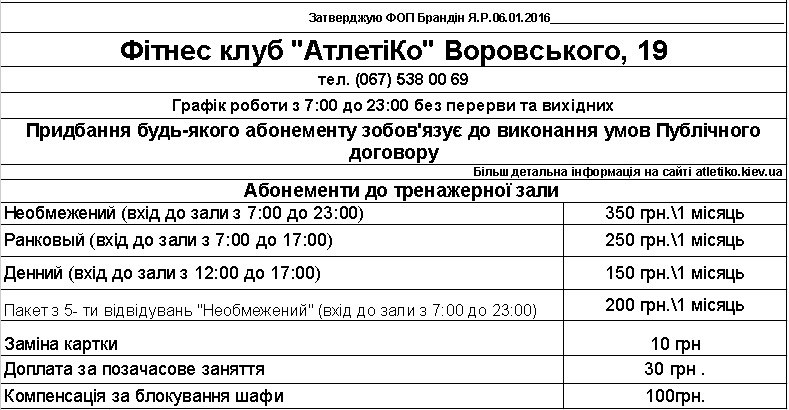 Затверджую ФОП Брандін Я.Р.06.01.2016
Фітнес клуб "АтлетіКо" Воровського, 19
тел. (067) 538 00 69
Графік роботи з 7:00 до 23:00 без перерви та вихідних
Придбання будь-якого абонементу зобов'язує до виконання умов Публічного
договору
Більш детальна інформація на сайті atletiko.kiev.ua
Абонементи до тренажерної зали
Необмежений (вхід до зали з 7:00 до 23:00) 350 грн.\1 місяць
Ранковый (вхід до зали з 7:00 до 17:00) 250 грн.\1 місяць
Денний (вхід до зали з 12:00 до 17:00) 150 грн.\1 місяць
Пакет з 5- ти відвідувань "Необмежений" (вхід до зали з 7:00 до 23:00) 200 грн.\1 місяць
Заміна картки 10 грн
Доплата за позачасове заняття 30 грн .
Компенсація за блокування шафи 100грн.